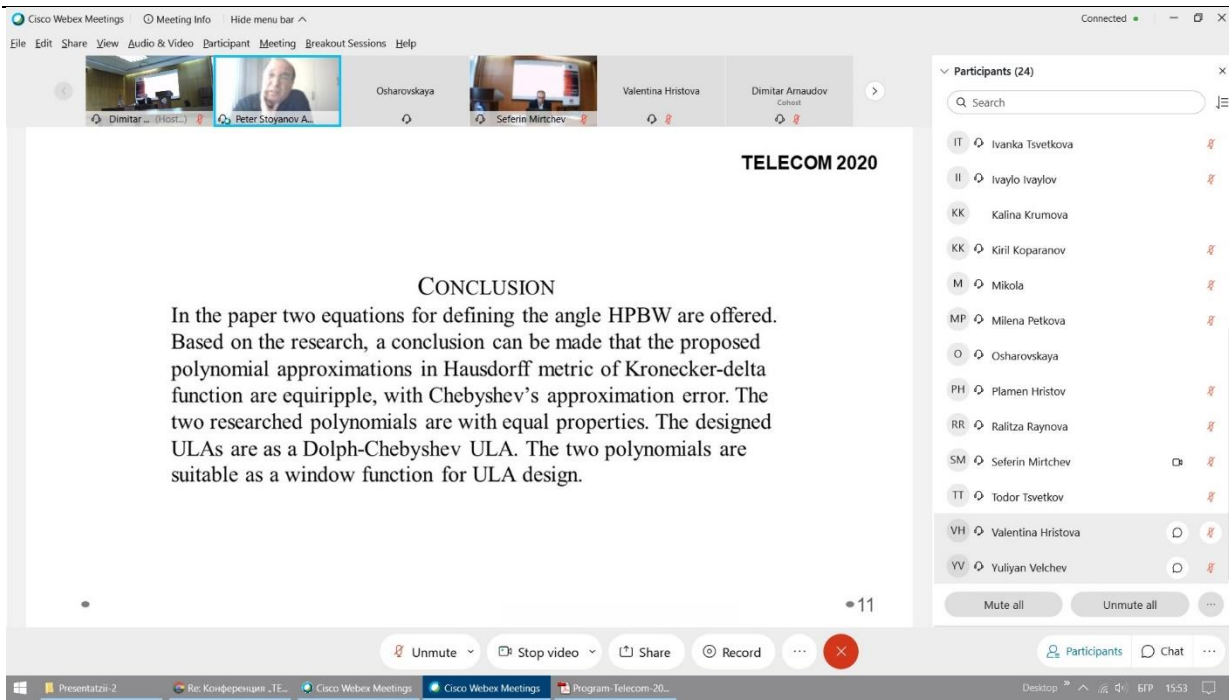 Cisco Webex Meetings
Meeting Info
Hide menu bar
Connected
File Edit Share View Audio & Video Participant Meeting Breakout Sessions Help
Dimitar ... (Host...)
Peter Stoyanov A...
Osharovskaya
Seferin Mirtchev
Valentina Hristova
Dimitar Arnaudov
Cohost
TELECOM 2020
CONCLUSION
In the paper two equations for defining the angle HPBW are offered.
Based on the research, a conclusion can be made that the proposed
polynomial approximations in Hausdorff metric of Kronecker-delta
function are equiripple, with Chebyshev’s approximation error. The
two researched polynomials are with equal properties. The designed
ULAs are as a Dolph-Chebyshev ULA. The two polynomials are
suitable as a window function for ULA design.
11
Participants (24)
Search
IT Ivanka Tsvetkova
II Ivaylo Ivaylov
KK Kalina Krumova
KK Kiril Koparanov
M Mikola
MP Milena Petkova
O Osharovskaya
PH Plamen Hristov
RR Ralitza Raynova
SM Seferin Mirtchev
TT Todor Tsvetkov
VH Valentina Hristova
YV Yuliyan Velchev
Mute all
Unmute all
Unmute
Stop video
Share
Record
Participants
Chat
Presentatzii-2
Re: Конференция „TE...
Cisco Webex Meetings
Cisco Webex Meetings
Program-Telecom-20...
Desktop
БГР
15:53